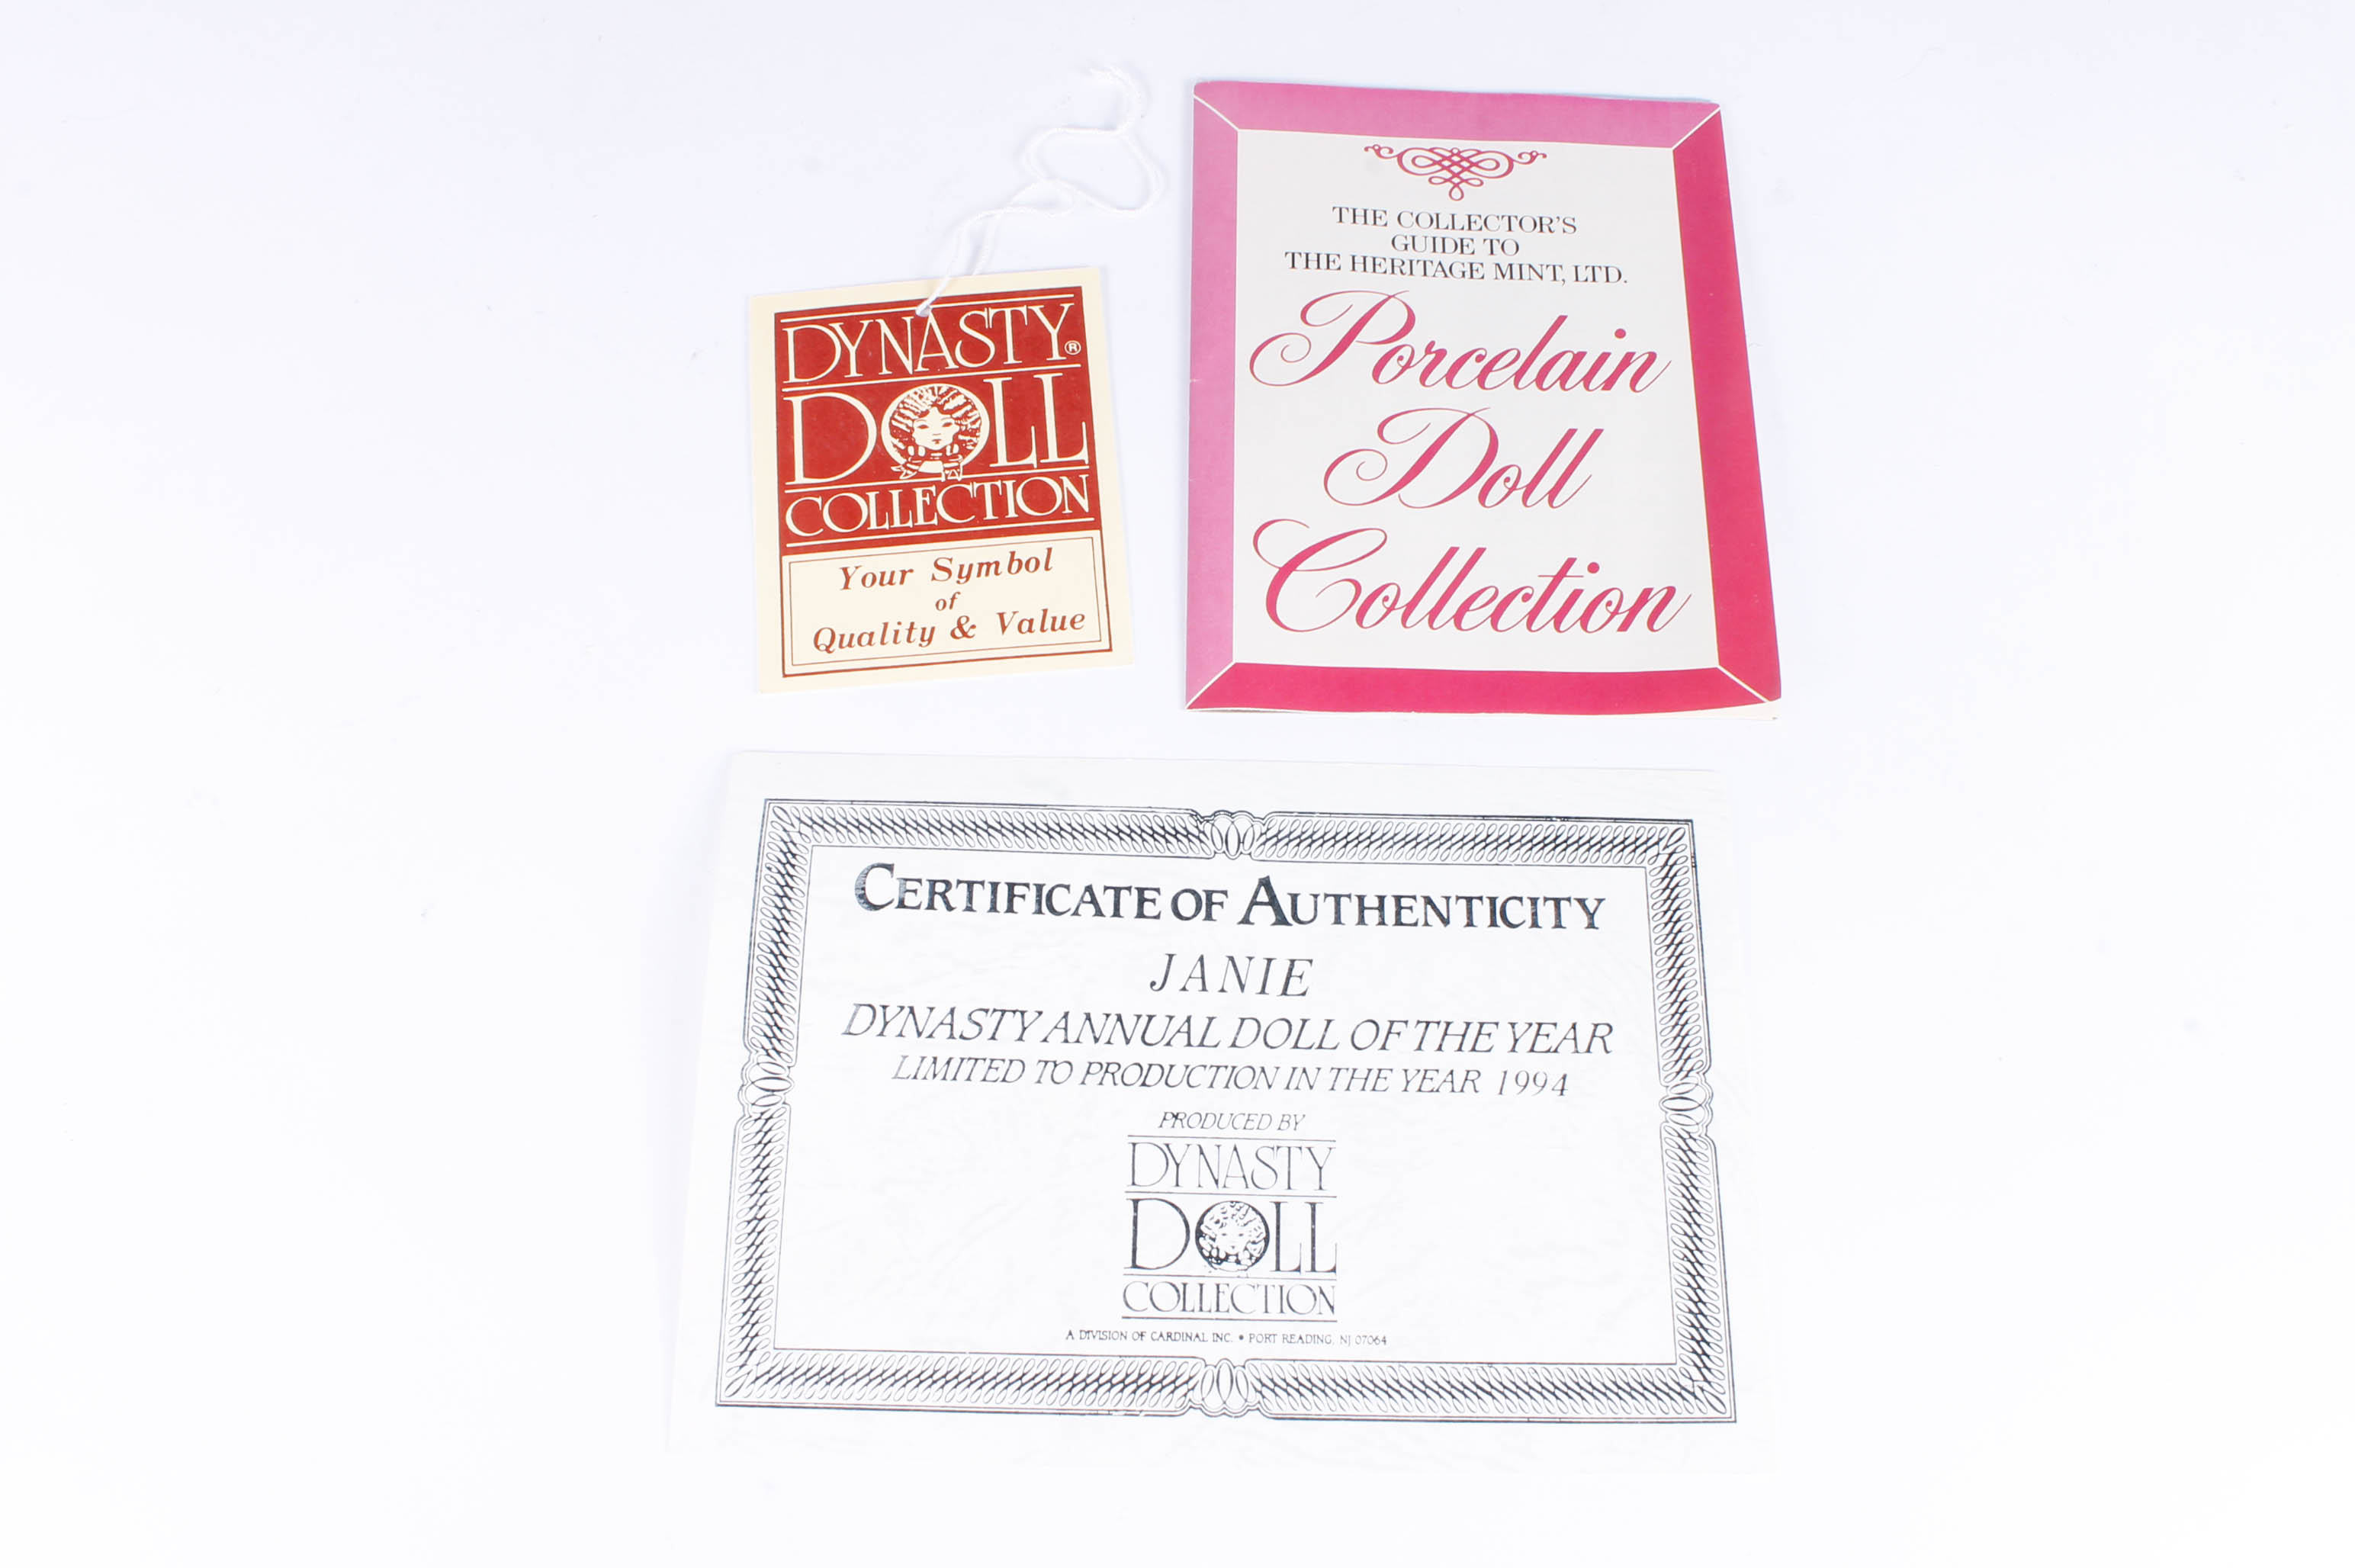 DYNASTY®
DOLL
COLLECTION
Your Symbol
of
Quality & Value
THE COLLECTOR'S
GUIDE TO
THE HERITAGE MINT, LTD.
Porcelain
Doll
Collection
CERTIFICATE OF AUTHENTICITY
JANIE
DYNASTY ANNUAL DOLL OF THE YEAR
LIMITED TO PRODUCTION IN THE YEAR 1994
PRODUCED BY
DYNASTY
DOLL
COLLECTION
A DIVISION OF CARDINAL INC. • PORT READING, NJ 07064